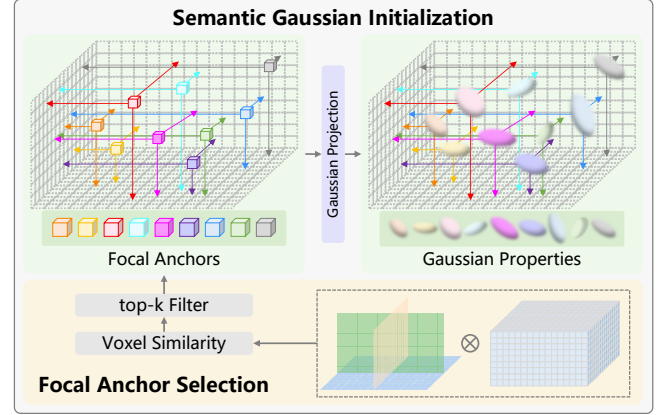 Semantic Gaussian Initialization
Gaussian Projection
Focal Anchors
Gaussian Properties
top-k Filter
Voxel Similarity
Focal Anchor Selection